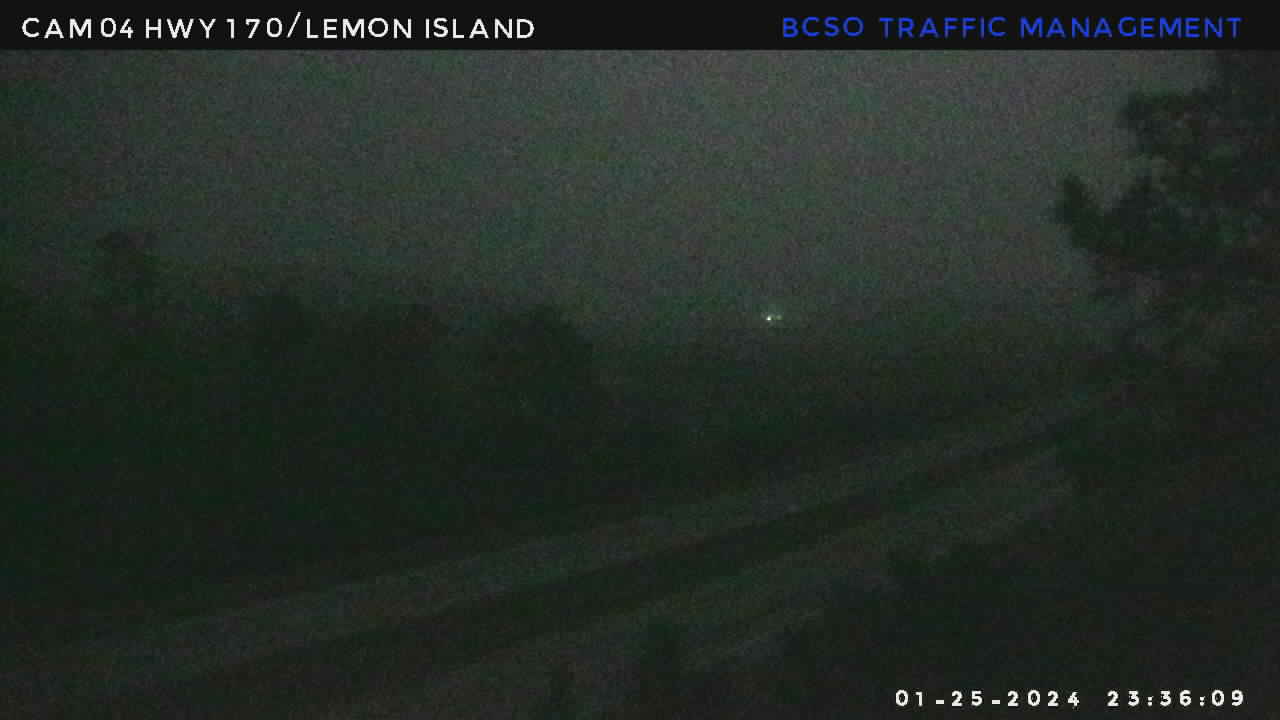 CAM04 HWY 170/LEMON ISLAND
BCSO TRAFFIC MANAGEMENT
01-25-2024 23:36:09